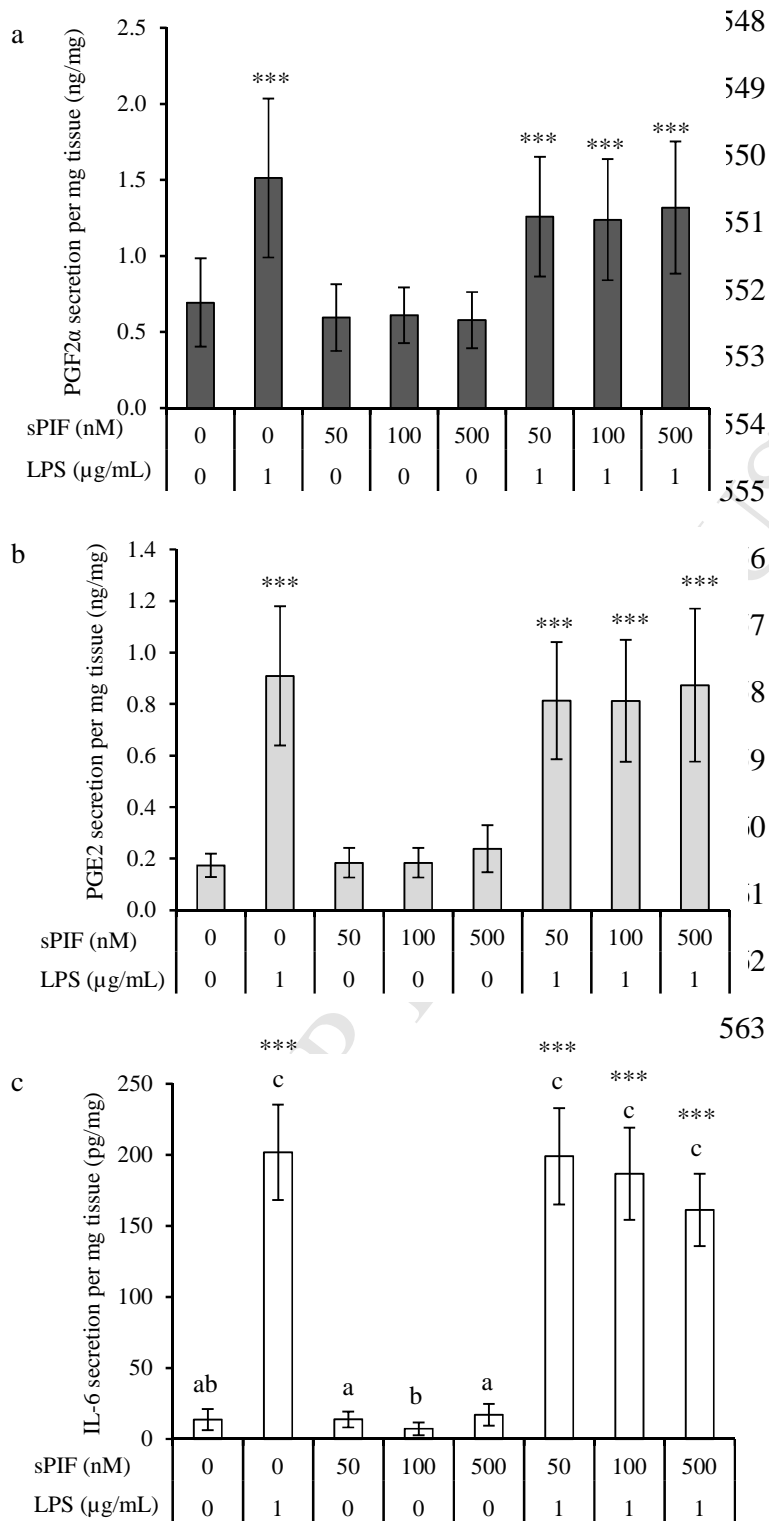 548
a
2.5
549
***
2.0
***
***
***
550
1.5
551
1.0
552
0.5
553
0.0
PGF2α secretion per mg tissue (ng/mg)
sPIF (nM) 0 0 50 100 500 50 100 500
554
LPS (µg/mL) 0 1 0 0 0 1 1 1
555
b
1.4
6
***
***
***
***
1.2
7
1.0
8
0.8
0.6
9
0.4
0.2
0.0
PGE2 secretion per mg tissue (ng/mg)
sPIF (nM) 0 0 50 100 500 50 100 500
LPS (µg/mL) 0 1 0 0 0 1 1 1
2
563
c
***
***
***
***
250
c
c
c
c
200
150
100
50
ab
a
b
a
0
IL-6 secretion per mg tissue (pg/mg)
sPIF (nM) 0 0 50 100 500 50 100 500
LPS (µg/mL) 0 1 0 0 0 1 1 1